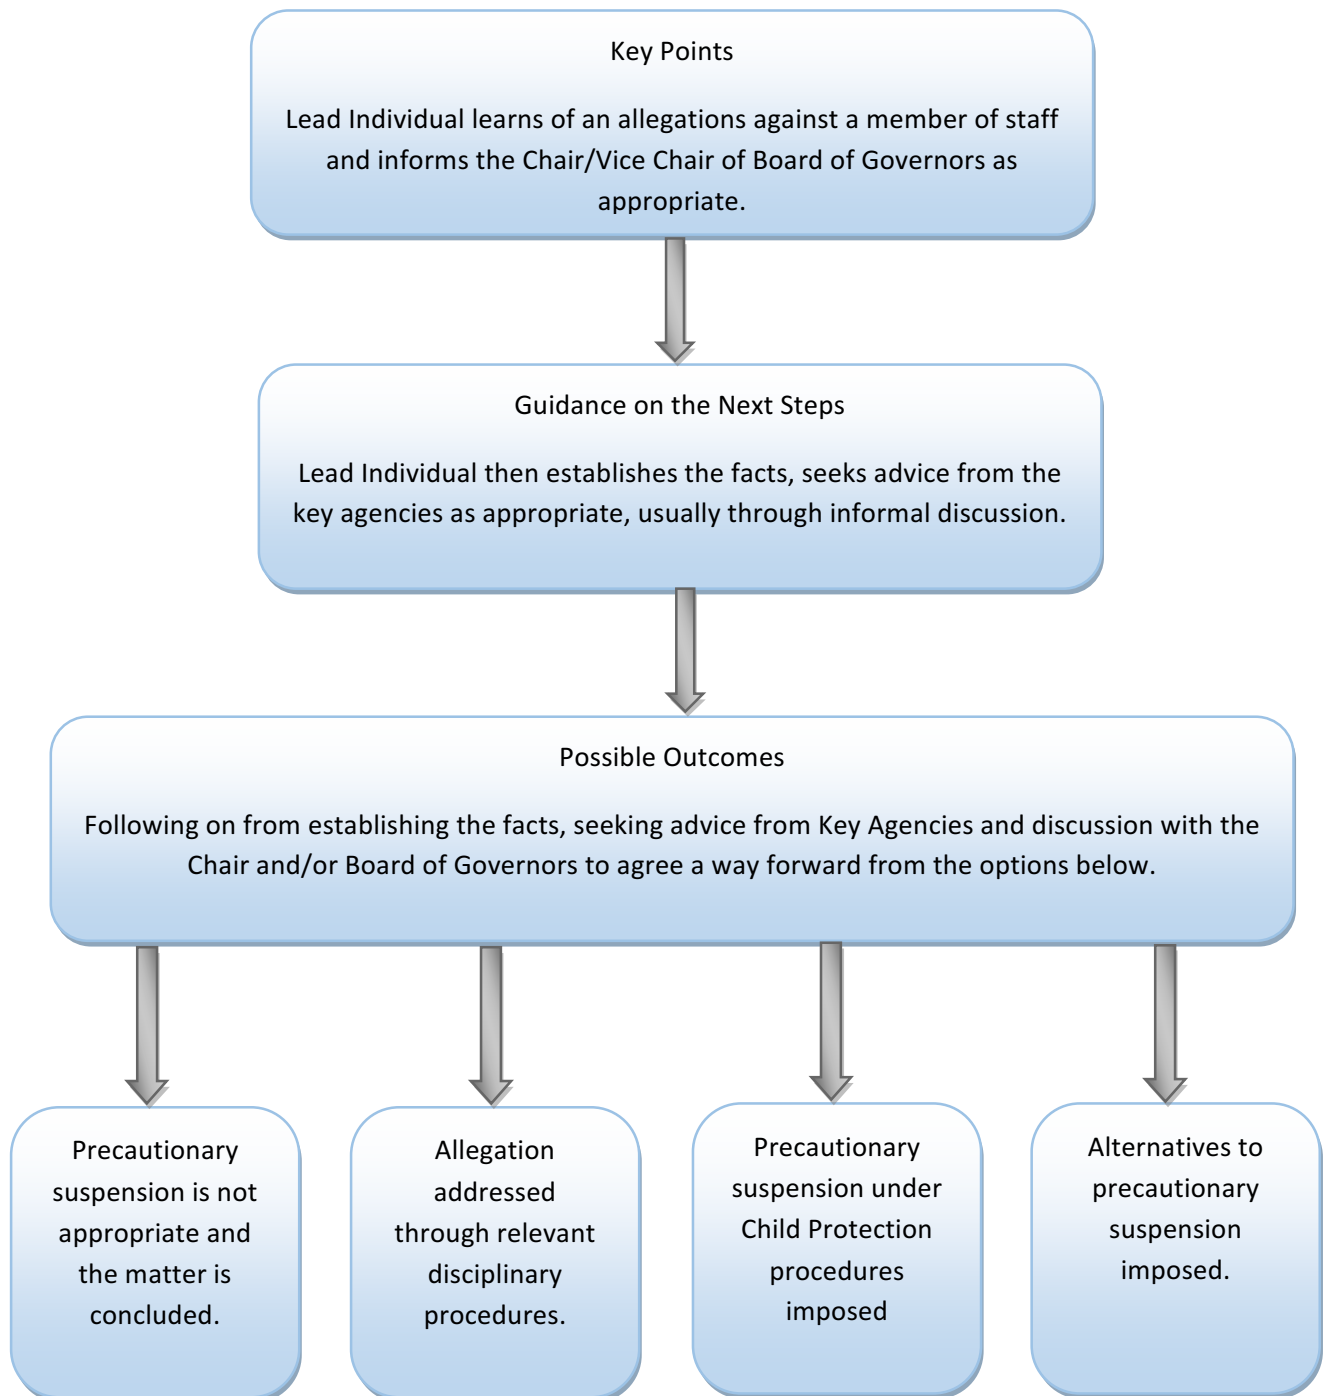 Key Points
Lead Individual learns of an allegations against a member of staff
and informs the Chair/Vice Chair of Board of Governors as
appropriate.
Guidance on the Next Steps
Lead Individual then establishes the facts, seeks advice from the
key agencies as appropriate, usually through informal discussion.
Possible Outcomes
Following on from establishing the facts, seeking advice from Key Agencies and discussion with the
Chair and/or Board of Governors to agree a way forward from the options below.
Precautionary
suspension is not
appropriate and
the matter is
concluded.
Allegation
addressed
through relevant
disciplinary
procedures.
Precautionary
suspension under
Child Protection
procedures
imposed
Alternatives to
precautionary
suspension
imposed.